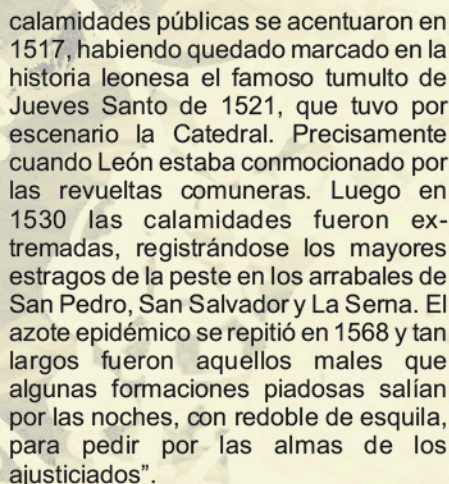 calamidades públicas se acentuaron en
1517, habiendo quedado marcado en la
historia leonesa el famoso tumulto de
Jueves Santo de 1521, que tuvo por
escenario la Catedral. Precisamente
cuando León estaba conmocionado por
las revueltas comuneras. Luego en
1530 las calamidades fueron ex-
tremadas, registrándose los mayores
estragos de la peste en los arrabales de
San Pedro, San Salvador y La Serna. El
azote epidémico se repitió en 1568 y tan
largos fueron aquellos males que
algunas formaciones piadosas salían
por las noches, con redoble de esquila,
para pedir por las almas de los
ajusticiados”.